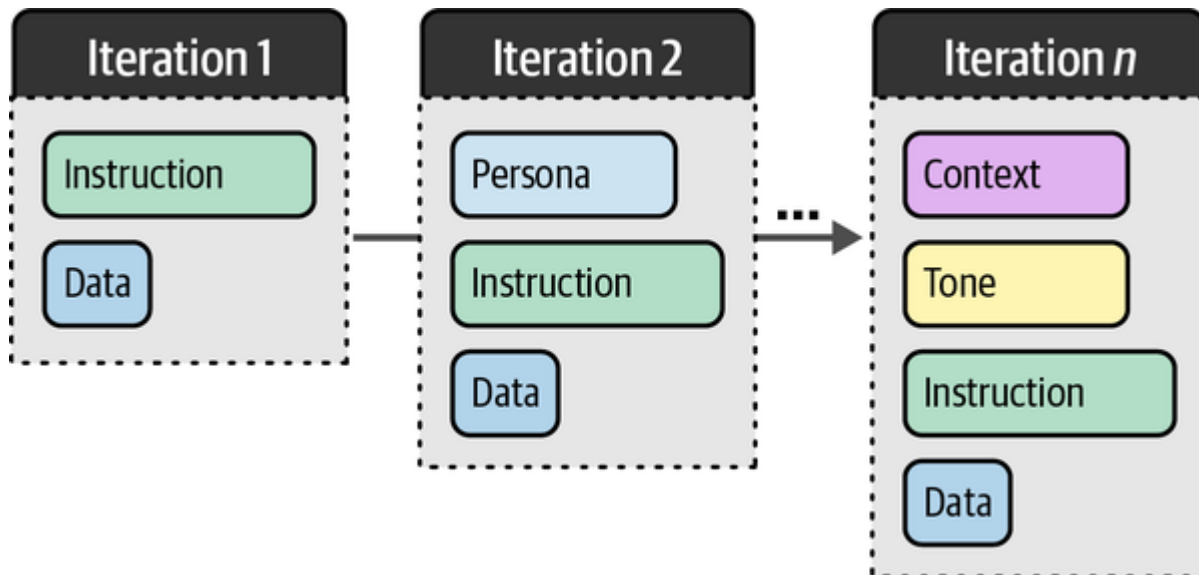 Iteration 1
Instruction
Data
Iteration 2
Persona
Instruction
Data
...
Iteration n
Context
Tone
Instruction
Data